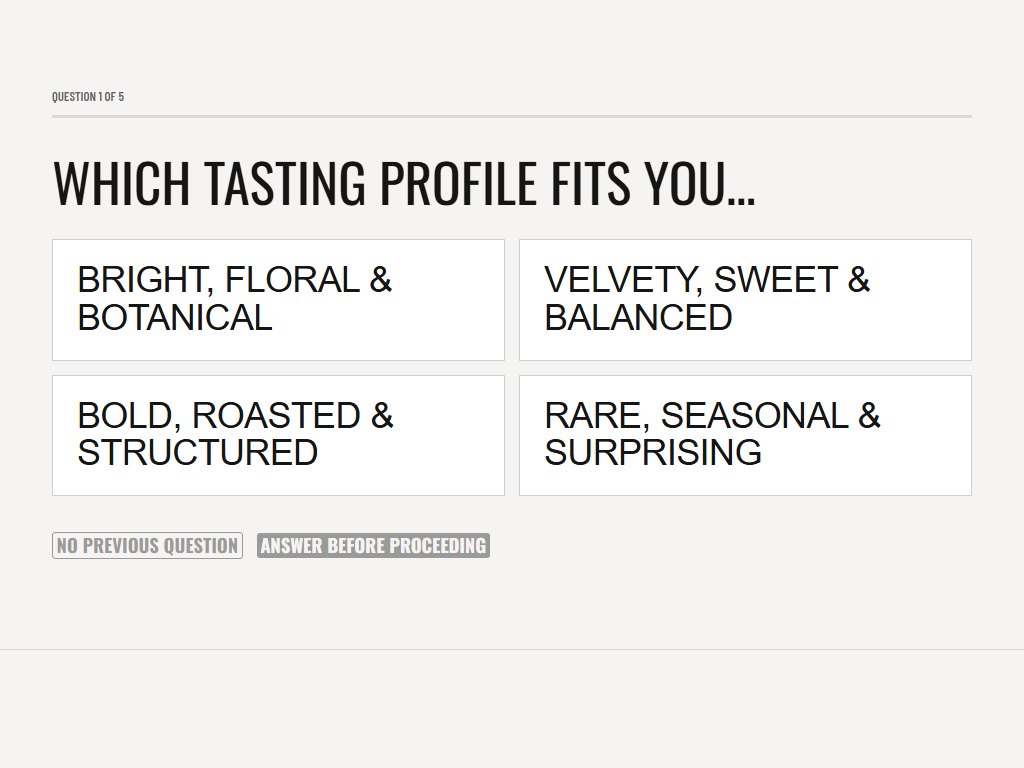 QUESTION 1 OF 5
WHICH TASTING PROFILE FITS YOU...
BRIGHT, FLORAL &
BOTANICAL
VELVETY, SWEET &
BALANCED
BOLD, ROASTED &
STRUCTURED
RARE, SEASONAL &
SURPRISING
NO PREVIOUS QUESTION
ANSWER BEFORE PROCEEDING